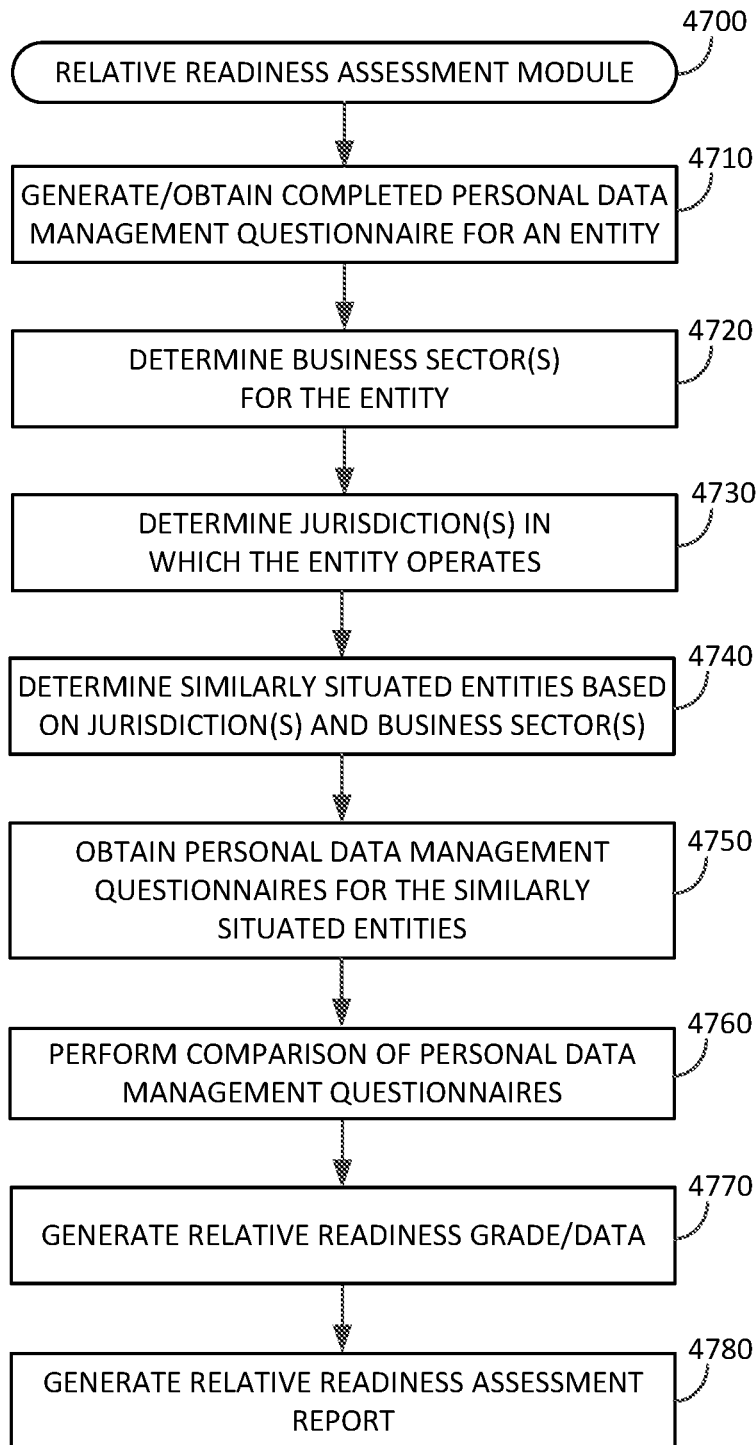 4700
RELATIVE READINESS ASSESSMENT MODULE
4710
GENERATE/OBTAIN COMPLETED PERSONAL DATA
MANAGEMENT QUESTIONNAIRE FOR AN ENTITY
4720
DETERMINE BUSINESS SECTOR(S)
FOR THE ENTITY
4730
DETERMINE JURISDICTION(S) IN
WHICH THE ENTITY OPERATES
4740
DETERMINE SIMILARLY SITUATED ENTITIES BASED
ON JURISDICTION(S) AND BUSINESS SECTOR(S)
4750
OBTAIN PERSONAL DATA MANAGEMENT
QUESTIONNAIRES FOR THE SIMILARLY
SITUATED ENTITIES
4760
PERFORM COMPARISON OF PERSONAL DATA
MANAGEMENT QUESTIONNAIRES
4770
GENERATE RELATIVE READINESS GRADE/DATA
4780
GENERATE RELATIVE READINESS ASSESSMENT
REPORT